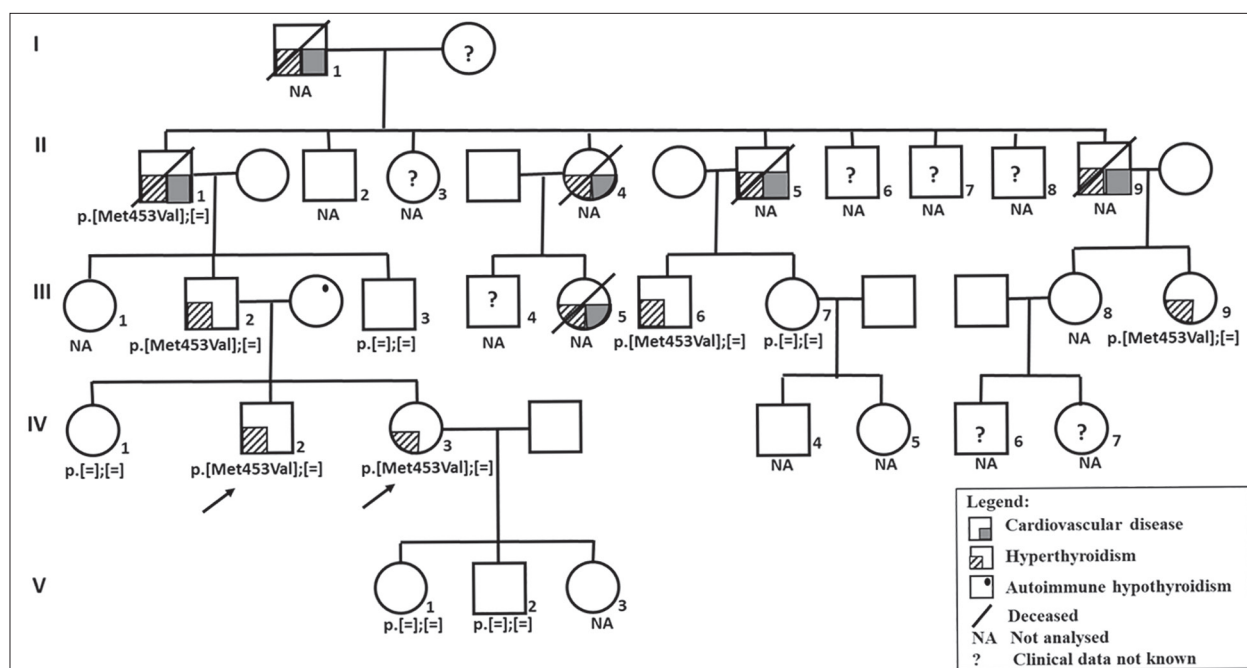 I
?
1
NA
II
1 2 ? 3 4 5 ? 6 ? 7 ? 8 9
p.[Met453Val];[=] NA NA NA NA NA NA NA NA
III
1 2 3 ? 4 5 6 7 8 9
NA p.[Met453Val];[=] p.[=];[=] NA NA p.[Met453Val];[=] p.[=];[=] NA p.[Met453Val];[=]
IV
1 2 3 4 5 ? 6 ? 7
p.[=];[=] p.[Met453Val];[=] p.[Met453Val];[=] NA NA NA NA
V
1 2 3
p.[=];[=] p.[=];[=] NA
Legend:
Cardiovascular disease
Hyperthyroidism
Autoimmune hypothyroidism
Deceased
NA Not analysed
? Clinical data not known